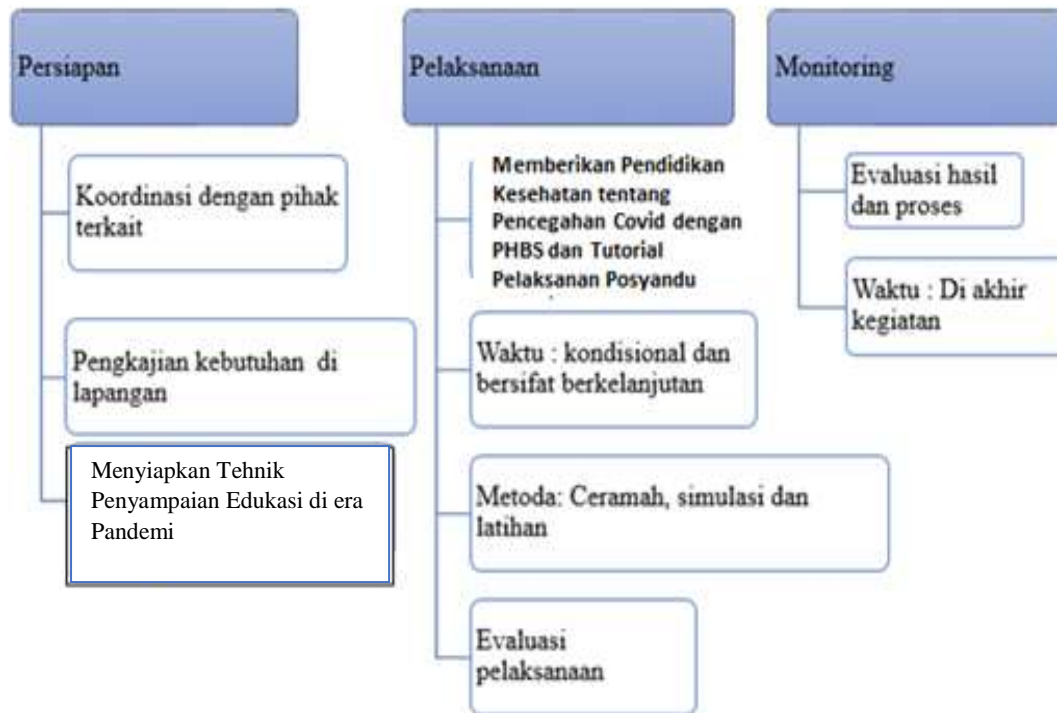 Persiapan
Koordinasi dengan pihak
terkait
Pengkajian kebutuhan di
lapangan
Menyiapkan Tehnik
Penyampaian Edukasi di era
Pandemi
Pelaksanaan
Memberikan Pendidikan
Kesehatan tentang
Pencegahan Covid dengan
PHBS dan Tutorial
Pelaksanan Posyandu
Waktu : kondisional dan
bersifat berkelanjutan
Metoda: Ceramah, simulasi dan
latihan
Evaluasi
pelaksanaan
Monitoring
Evaluasi hasil
dan proses
Waktu : Di akhir
kegiatan